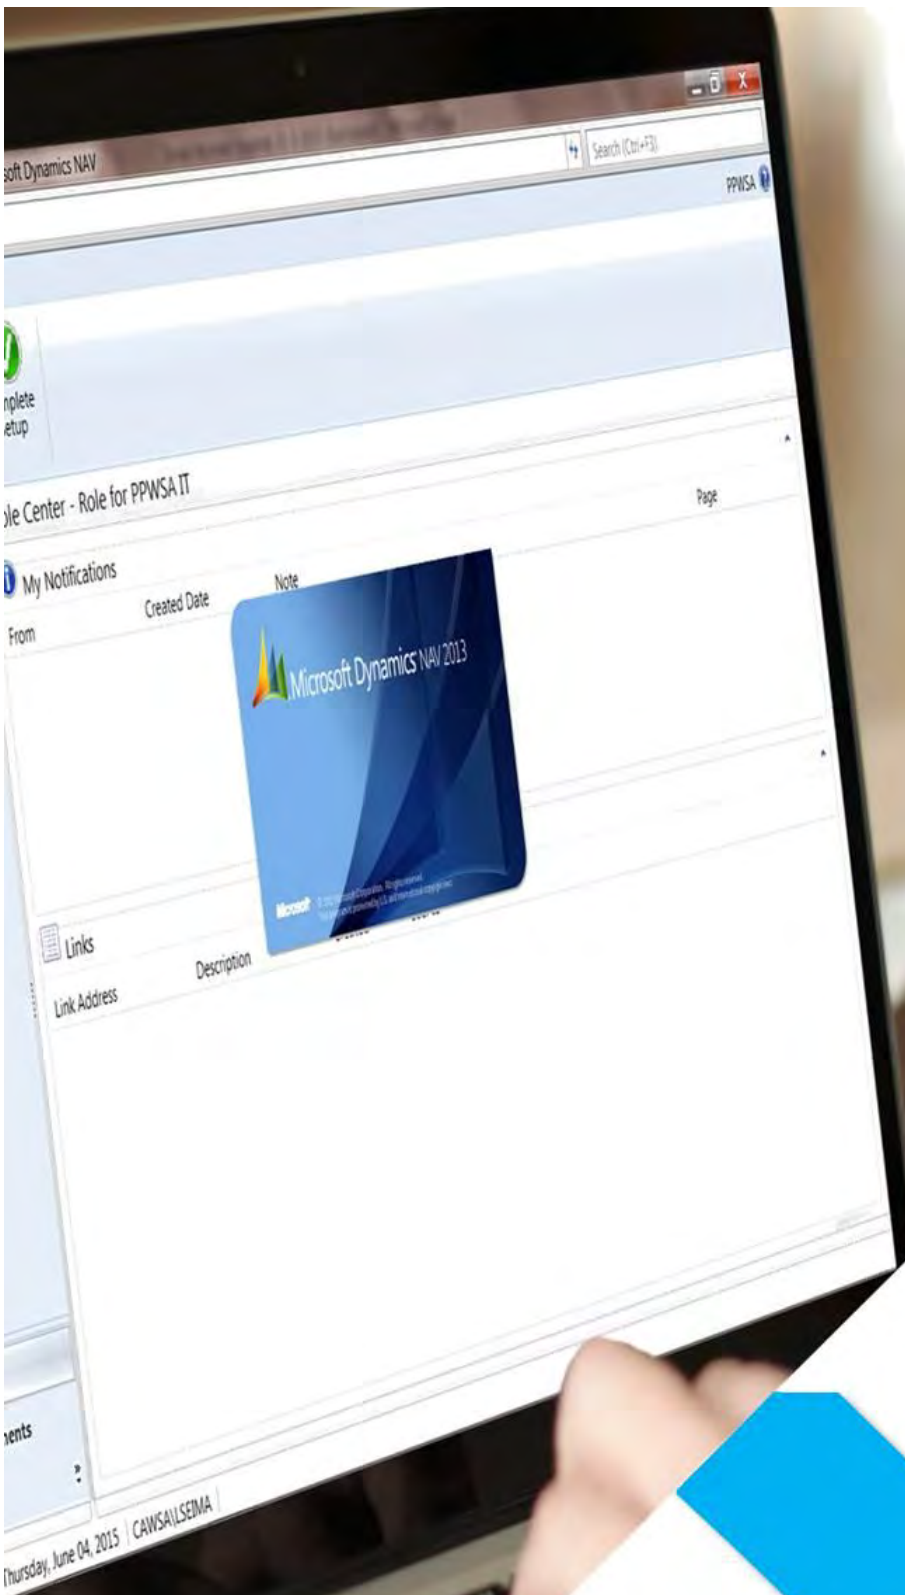 soft Dynamics NAV
Search (Ctrl+F3)
PPWSA
nplete
etup
ole Center - Role for PPWSA IT
My Notifications
From
Created Date
Note
Page
Microsoft Dynamics NAV 2013
Microsoft
Links
Link Address
Description
nents
Thursday, June 04, 2015
CAWSA\LSEIMA